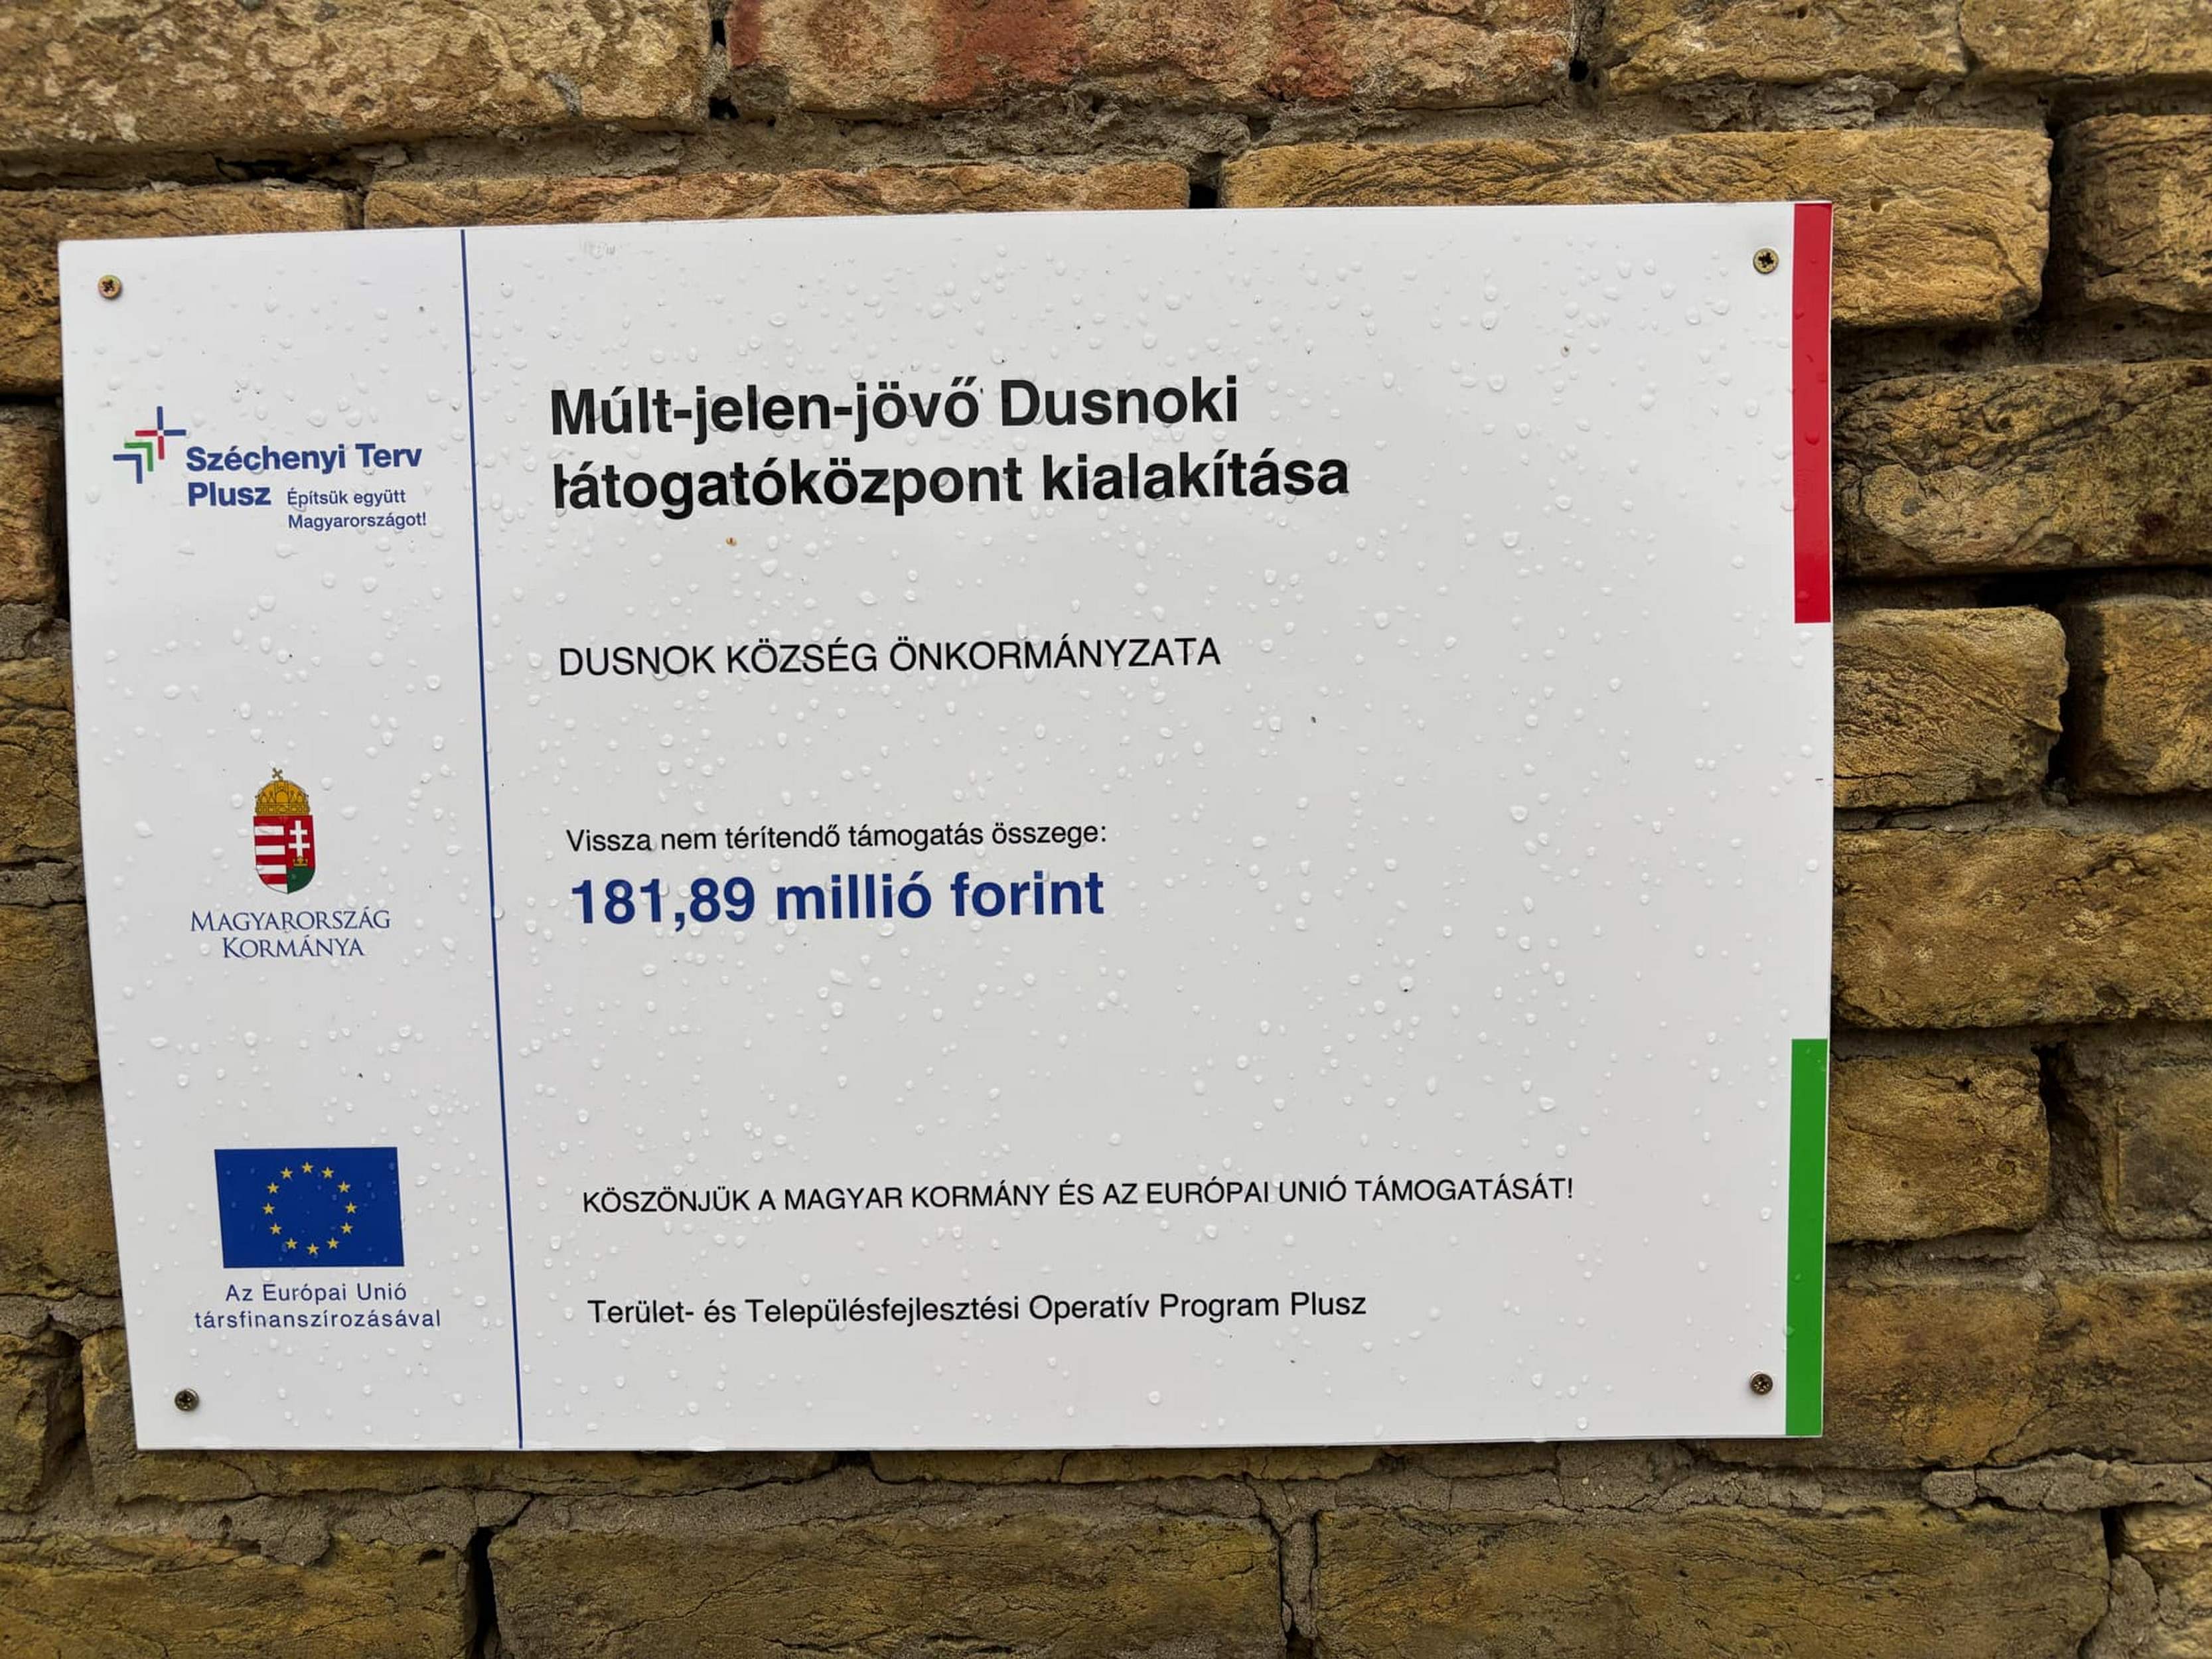 Széchenyi Terv
Plusz Építsük együtt
Magyarországot!
MAGYARORSZÁG
KORMÁNYA
Az Európai Unió
társfinanszírozásával
Múlt-jelen-jövő Dusnoki
látogatóközpont kialakítása
DUSNOK KÖZSÉG ÖNKORMÁNYZATA
Vissza nem térítendő támogatás összege:
181,89 millió forint
KÖSZÖNJÜK A MAGYAR KORMÁNY ÉS AZ EURÓPAI UNIÓ TÁMOGATÁSÁT!
Terület- és Településfejlesztési Operatív Program Plusz